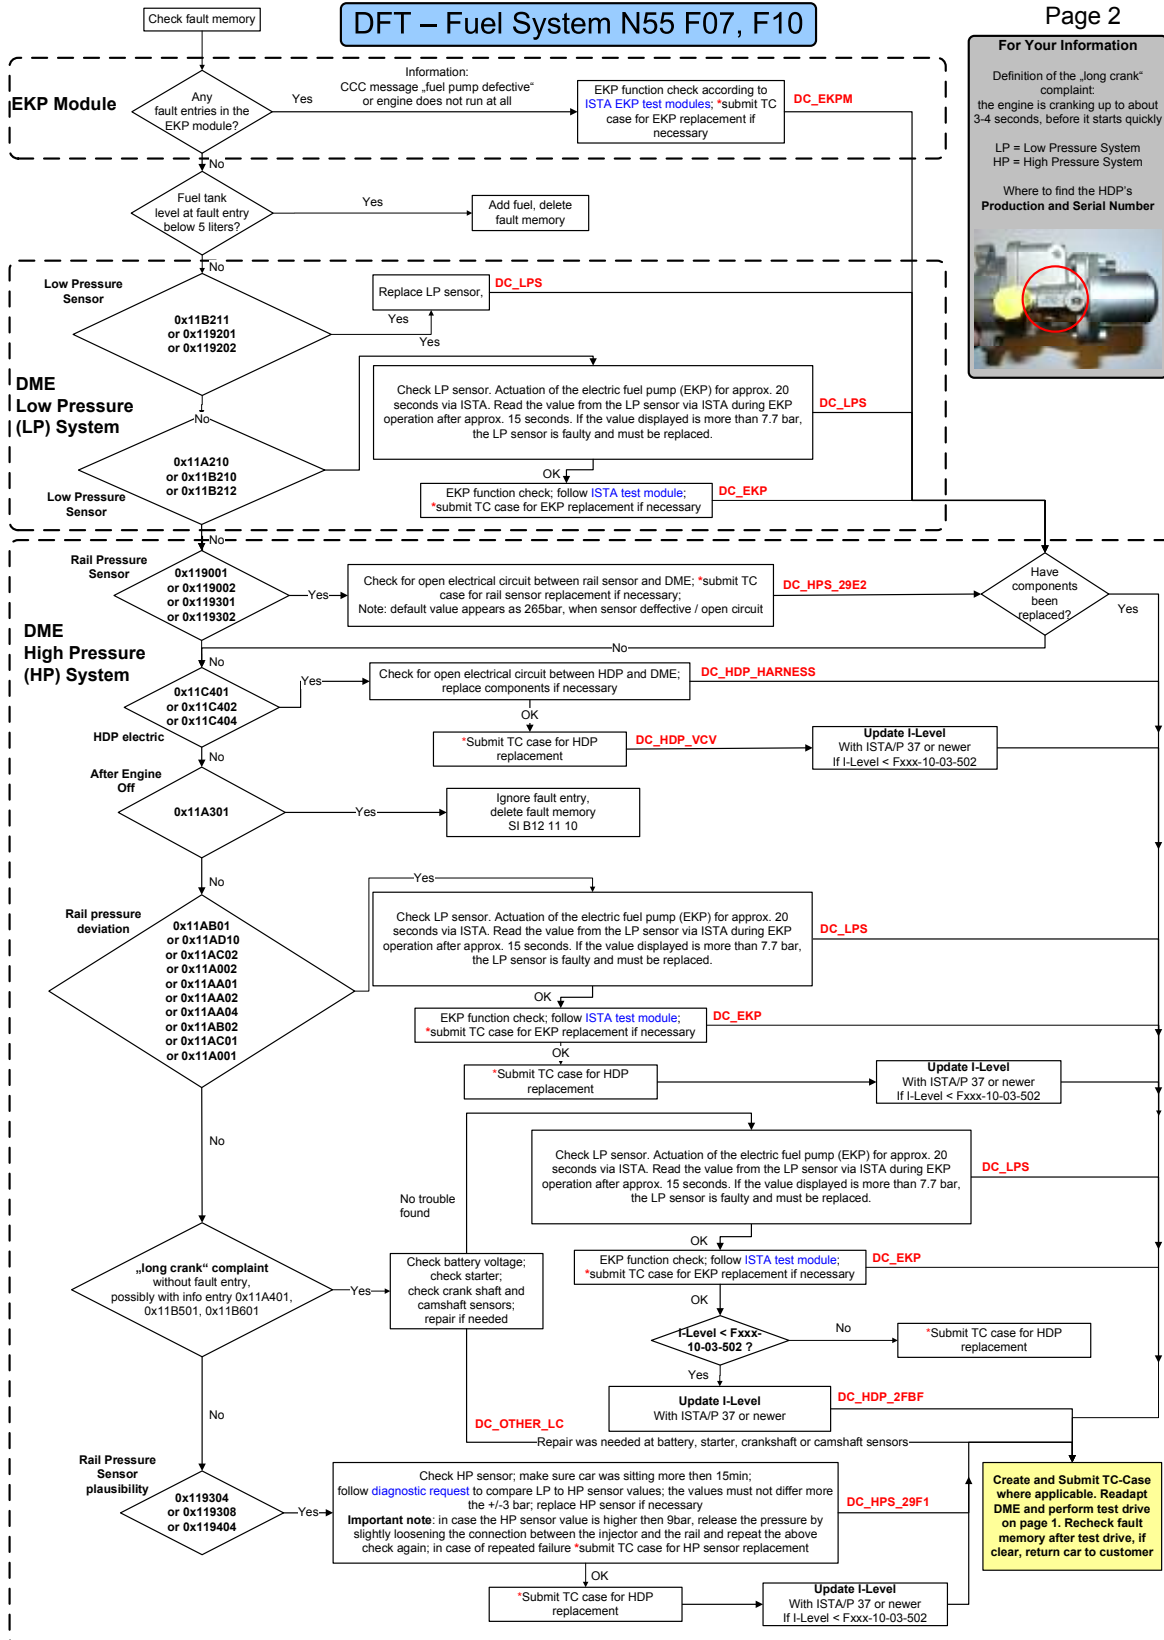 Check fault memory
DFT – Fuel System N55 F07, F10
Page 2
For Your Information
Definition of the „long crank“
complaint:
the engine is cranking up to about
3-4 seconds, before it starts quickly
LP = Low Pressure System
HP = High Pressure System
Where to find the HDP's
Production and Serial Number
EKP Module
Any
fault entries in the
EKP module?
Yes
Information:
CCC message „fuel pump defective“
or engine does not run at all
EKP function check according to
ISTA EKP test modules; *submit TC
case for EKP replacement if
necessary
DC_EKPM
No
Fuel tank
level at fault entry
below 5 liters?
Yes
Add fuel, delete
fault memory
No
DME
Low Pressure
(LP) System
Low Pressure
Sensor
0x11B211
or 0x119201
or 0x119202
Yes
Yes
Replace LP sensor,
DC_LPS
No
0x11A210
or 0x11B210
or 0x11B212
Low Pressure
Sensor
Check LP sensor. Actuation of the electric fuel pump (EKP) for approx. 20
seconds via ISTA. Read the value from the LP sensor via ISTA during EKP
operation after approx. 15 seconds. If the value displayed is more than 7.7 bar,
the LP sensor is faulty and must be replaced.
DC_LPS
OK
EKP function check; follow ISTA test module;
*submit TC case for EKP replacement if necessary
DC_EKP
No
DME
High Pressure
(HP) System
Rail Pressure
Sensor
0x119001
or 0x119002
or 0x119301
or 0x119302
Yes
Check for open electrical circuit between rail sensor and DME; *submit TC
case for rail sensor replacement if necessary;
Note: default value appears as 265bar, when sensor deffective / open circuit
DC_HPS_29E2
Have
components
been
replaced?
Yes
No
No
0x11C401
or 0x11C402
or 0x11C404
HDP electric
Yes
Check for open electrical circuit between HDP and DME;
replace components if necessary
DC_HDP_HARNESS
OK
*Submit TC case for HDP
replacement
DC_HDP_VCV
Update I-Level
With ISTA/P 37 or newer
If I-Level < Fxxx-10-03-502
No
After Engine
Off
0x11A301
Yes
Ignore fault entry,
delete fault memory
SI B12 11 10
No
Rail pressure
deviation
0x11AB01
or 0x11AD10
or 0x11AC02
or 0x11A002
or 0x11AA01
or 0x11AA02
or 0x11AA04
or 0x11AB02
or 0x11AC01
or 0x11A001
Yes
Check LP sensor. Actuation of the electric fuel pump (EKP) for approx. 20
seconds via ISTA. Read the value from the LP sensor via ISTA during EKP
operation after approx. 15 seconds. If the value displayed is more than 7.7 bar,
the LP sensor is faulty and must be replaced.
DC_LPS
OK
EKP function check; follow ISTA test module;
*submit TC case for EKP replacement if necessary
DC_EKP
OK
*Submit TC case for HDP
replacement
Update I-Level
With ISTA/P 37 or newer
If I-Level < Fxxx-10-03-502
No
„long crank“ complaint
without fault entry,
possibly with info entry 0x11A401,
0x11B501, 0x11B601
Yes
Check battery voltage;
check starter;
check crank shaft and
camshaft sensors;
repair if needed
No trouble
found
Check LP sensor. Actuation of the electric fuel pump (EKP) for approx. 20
seconds via ISTA. Read the value from the LP sensor via ISTA during EKP
operation after approx. 15 seconds. If the value displayed is more than 7.7 bar,
the LP sensor is faulty and must be replaced.
DC_LPS
OK
EKP function check; follow ISTA test module;
*submit TC case for EKP replacement if necessary
DC_EKP
OK
I-Level < Fxxx-
10-03-502 ?
No
*Submit TC case for HDP
replacement
Yes
Update I-Level
With ISTA/P 37 or newer
DC_HDP_2FBF
DC_OTHER_LC
Repair was needed at battery, starter, crankshaft or camshaft sensors
No
Rail Pressure
Sensor
plausibility
0x119304
or 0x119308
or 0x119404
Yes
Check HP sensor; make sure car was sitting more then 15min;
follow diagnostic request to compare LP to HP sensor values; the values must not differ more
the +/-3 bar; replace HP sensor if necessary
Important note: in case the HP sensor value is higher then 9bar, release the pressure by
slightly loosening the connection between the injector and the rail and repeat the above
check again; in case of repeated failure *submit TC case for HP sensor replacement
DC_HPS_29F1
OK
*Submit TC case for HDP
replacement
Update I-Level
With ISTA/P 37 or newer
If I-Level < Fxxx-10-03-502
Create and Submit TC-Case
where applicable. Readapt
DME and perform test drive
on page 1. Recheck fault
memory after test drive, if
clear, return car to customer